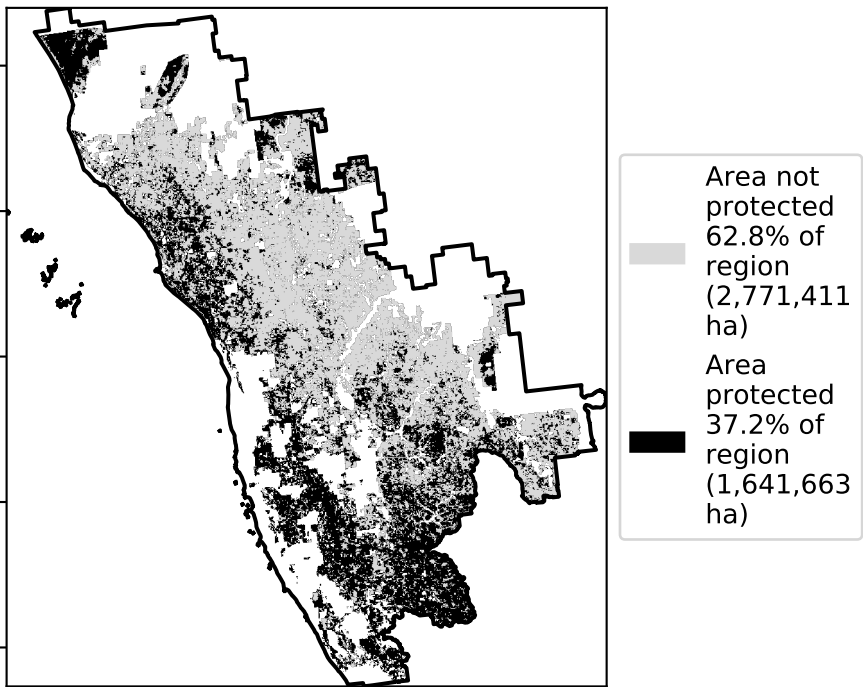 Area not
protected
62.8% of
region
(2,771,411
ha)
Area
protected
37.2% of
region
(1,641,663
ha)